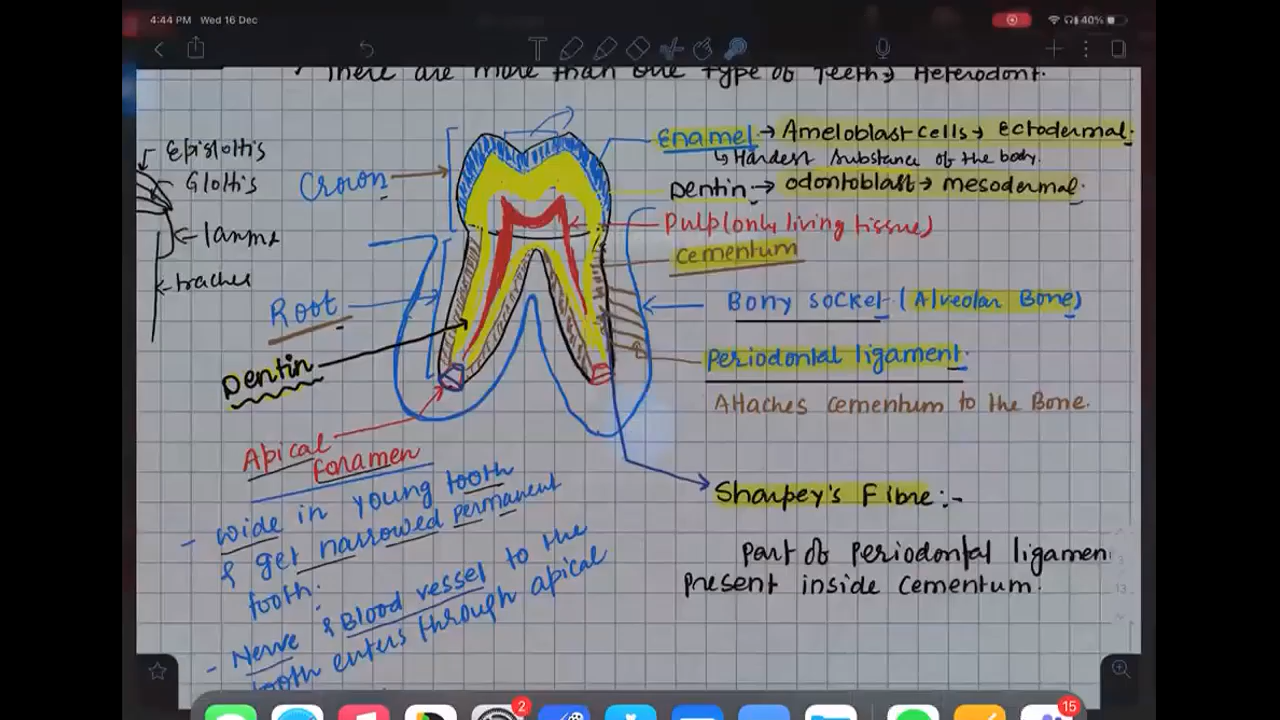 4:44 PM Wed 16 Dec
40%
There are more than one type of Teeth→ Heterodont.
Epiglottis
Glottis
larynx
trachea
Crown
Root
Dentin
Apical
foramen
- wide in young tooth
& get narrowed permanent
tooth.
- Nerve & Blood vessel to the
tooth enters through apical
Enamel → Ameloblast cells → ectodermal.
↳ Hardest substance of the body.
Dentin → odontoblast → mesodermal
Pulp(only living tissue)
cementum
Bony socket (Alveolar Bone)
Periodontal ligament
Attaches cementum to the Bone.
Sharpey's Fibre:-
part of periodontal ligamen
present inside cementum.
2
15